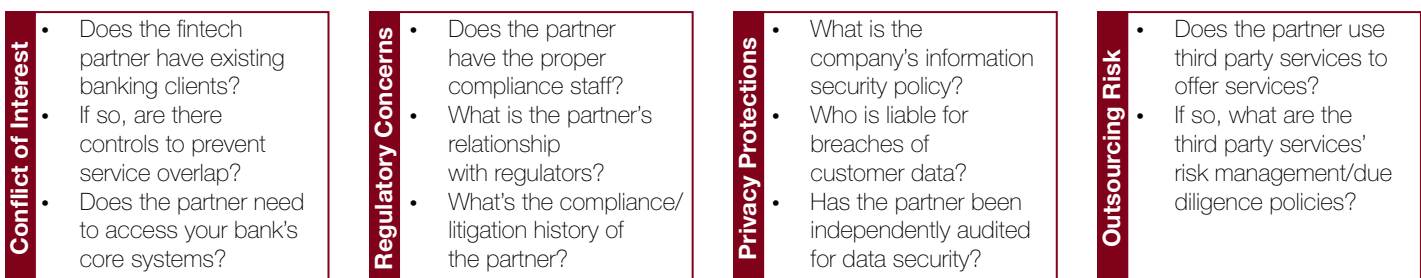 Conflict of Interest
• Does the fintech
partner have existing
banking clients?
• If so, are there
controls to prevent
service overlap?
• Does the partner need
to access your bank's
core systems?
Regulatory Concerns
• Does the partner
have the proper
compliance staff?
• What is the partner's
relationship
with regulators?
• What's the compliance/
litigation history of
the partner?
Privacy Protections
• What is the
company's information
security policy?
• Who is liable for
breaches of
customer data?
• Has the partner been
independently audited
for data security?
Outsourcing Risk
• Does the partner use
third party services to
offer services?
• If so, what are the
third party services'
risk management/due
diligence policies?